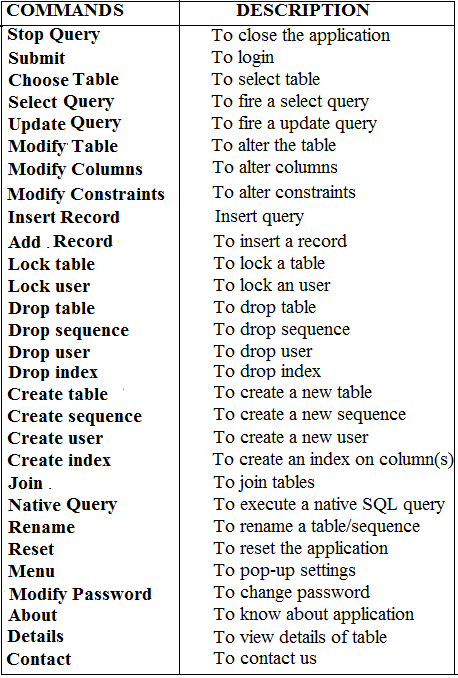 COMMANDS DESCRIPTION
Stop Query To close the application
Submit To login
Choose Table To select table
Select Query To fire a select query
Update Query To fire a update query
Modify Table To alter the table
Modify Columns To alter columns
Modify Constraints To alter constraints
Insert Record Insert query
Add . Record To insert a record
Lock table To lock a table
Lock user To lock an user
Drop table To drop table
Drop sequence To drop sequence
Drop user To drop user
Drop index To drop index
Create table To create a new table
Create sequence To create a new sequence
Create user To create a new user
Create index To create an index on column(s)
Join . To join tables
Native Query To execute a native SQL query
Rename To rename a table/sequence
Reset To reset the application
Menu To pop-up settings
Modify Password To change password
About To know about application
Details To view details of table
Contact To contact us